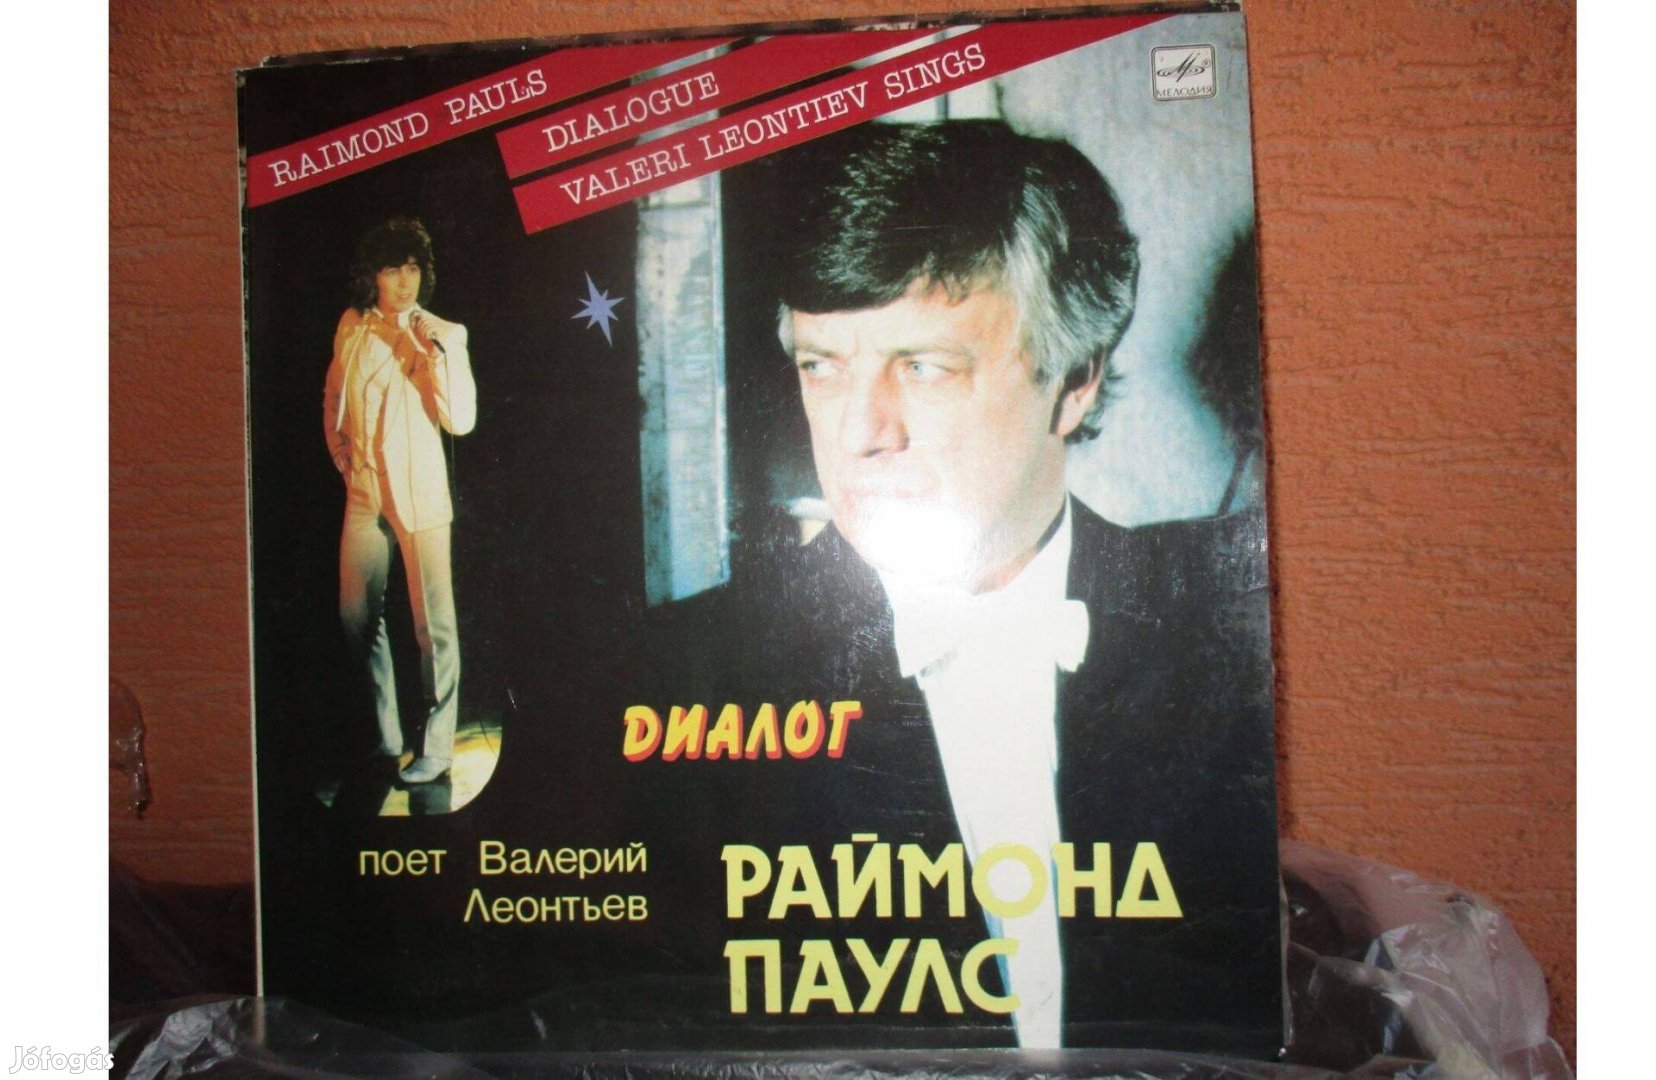 RAIMOND PAULS
DIALOGUE
VALERI LEONTIEV SINGS
МЕЛОДИЯ
ДИАЛОГ
поет Валерий
Леонтьев
РАЙМОНД
ПАУЛС
Jófogás